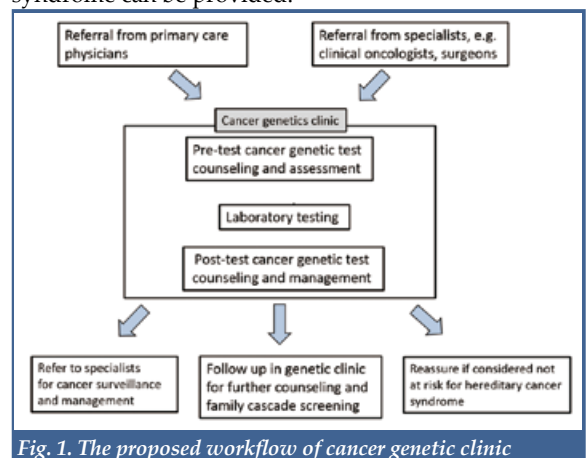 syndrome can be provided.
Referral from primary care
physicians
Referral from specialists, e.g.
clinical oncologists, surgeons
Cancer genetics clinic
Pre-test cancer genetic test
counseling and assessment
Laboratory testing
Post-test cancer genetic test
counseling and management
Refer to specialists
for cancer surveillance
and management
Follow up in genetic clinic
for further counseling and
family cascade screening
Reassure if considered not
at risk for hereditary cancer
syndrome
Fig. 1. The proposed workflow of cancer genetic clinic